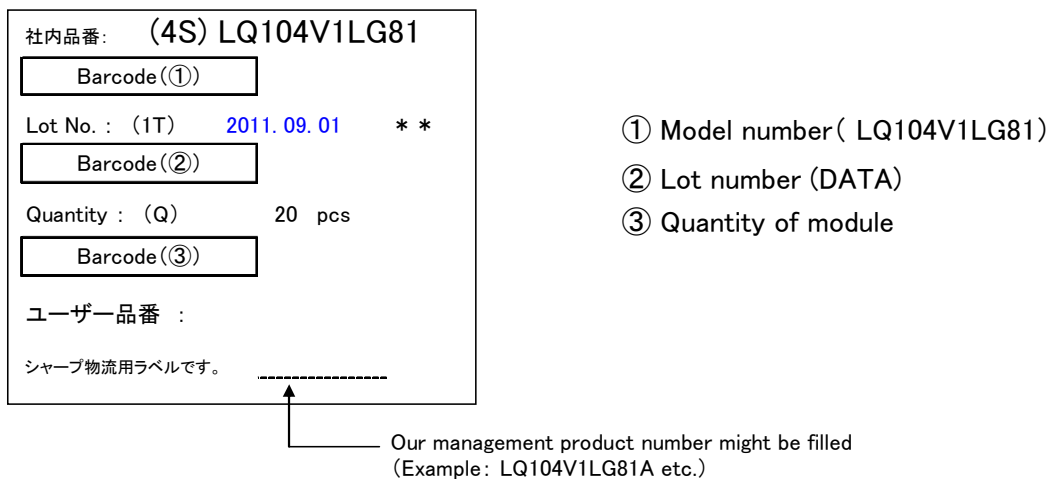 社内品番: (4S) LQ104V1LG81
Barcode(①)
Lot No. : (1T) 2011. 09. 01 * *
Barcode(②)
Quantity : (Q) 20 pcs
Barcode(③)
ユーザー品番 :
シャープ物流用ラベルです。
① Model number( LQ104V1LG81)
② Lot number (DATA)
③ Quantity of module
Our management product number might be filled
(Example: LQ104V1LG81A etc.)